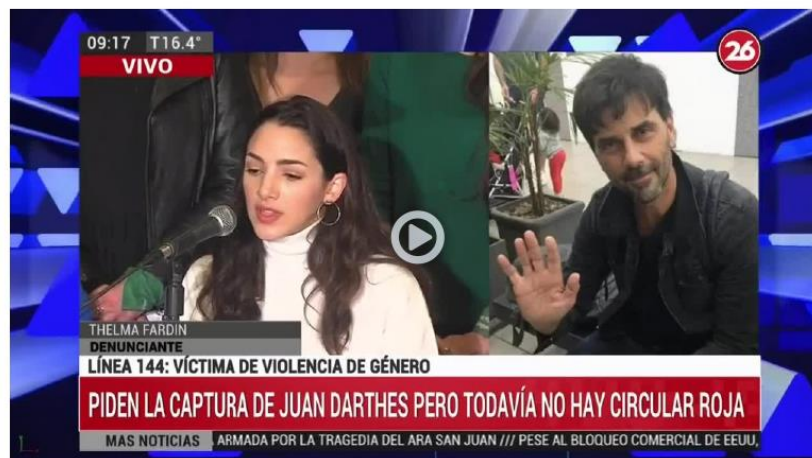 09:17 T16.4°
VIVO
26
THELMA FARDIN
DENUNCIANTE
LÍNEA 144: VÍCTIMA DE VIOLENCIA DE GÉNERO
PIDEN LA CAPTURA DE JUAN DARTHES PERO TODAVÍA NO HAY CIRCULAR ROJA
MAS NOTICIAS ARMADA POR LA TRAGEDIA DEL ARA SAN JUAN /// PESE AL BLOQUEO COMERCIAL DE EEUU,